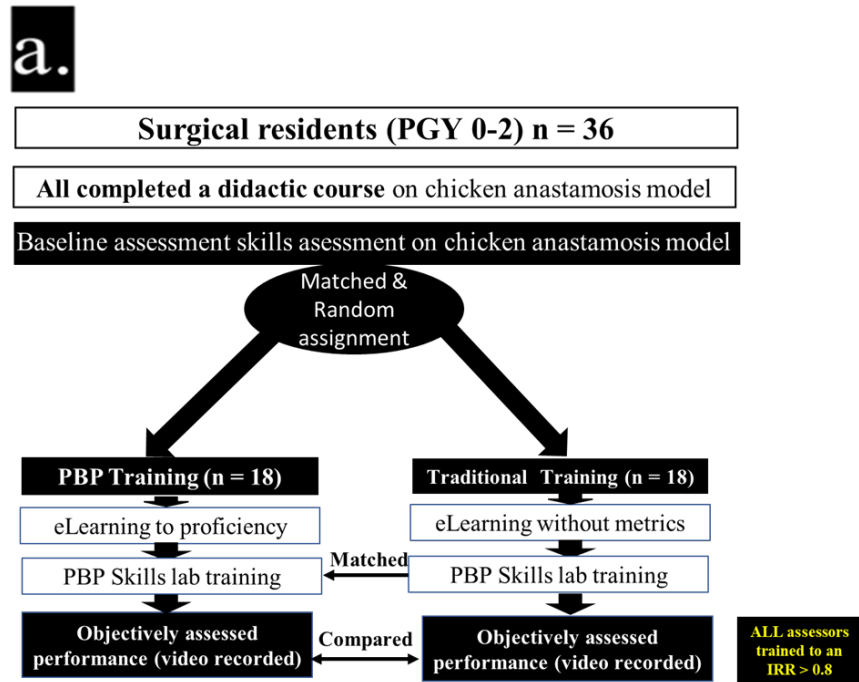 a.
Surgical residents (PGY 0-2) n = 36
All completed a didactic course on chicken anastamosis model
Baseline assessment skills asessment on chicken anastamosis model
Matched &
Random
assignment
PBP Training (n = 18)
Traditional Training (n = 18)
eLearning to proficiency
eLearning without metrics
PBP Skills lab training
Matched
PBP Skills lab training
Objectively assessed
performance (video recorded)
Compared
Objectively assessed
performance (video recorded)
ALL assessors
trained to an
IRR > 0.8